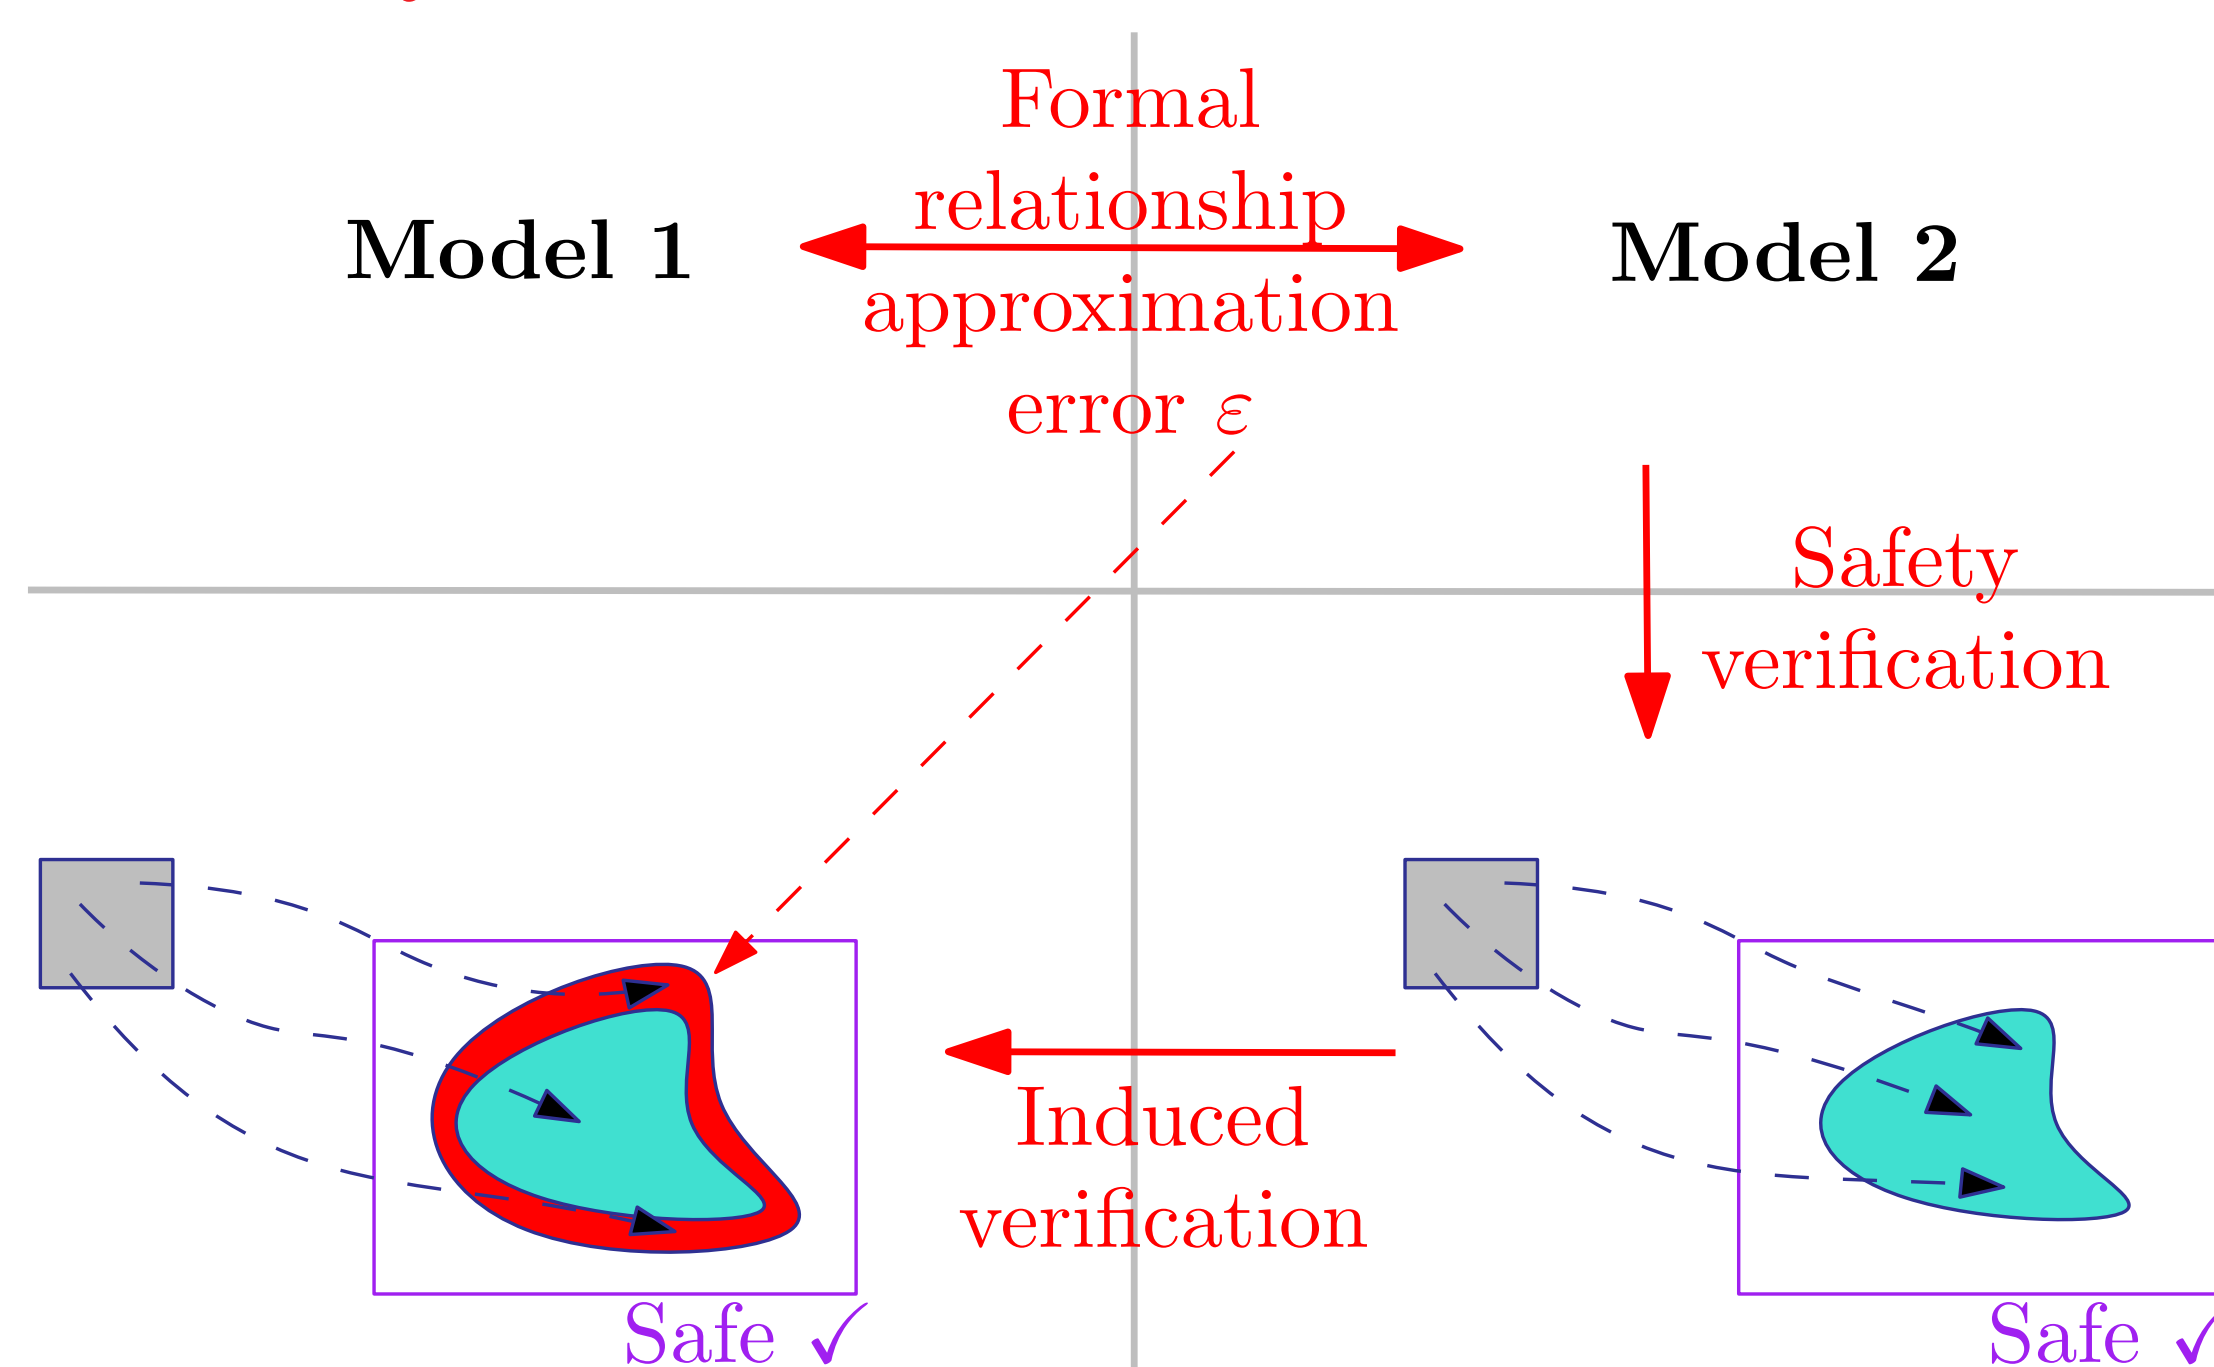 Formal
relationship
Model 1
Model 2
approximation
error ε
Safety
verification
Induced
verification
Safe ✓
Safe ✓